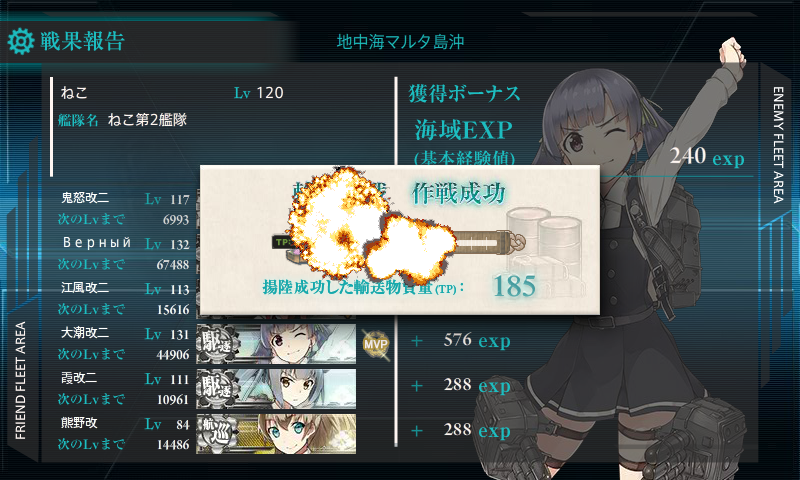 戦果報告
地中海マルタ島沖
ねこ Lv 120
艦隊名 ねこ第2艦隊
獲得ボーナス
海域EXP
(基本経験値)
240 exp
作戦成功
TP
揚陸成功した輸送物資量(TP): 185
鬼怒改二 Lv 117
次のLvまで 6993
Верный Lv 132
次のLvまで 67488
江風改二 Lv 113
次のLvまで 15616
大潮改二 Lv 131
次のLvまで 44906
駆逐
MVP
+ 576 exp
霞改二 Lv 111
次のLvまで 10961
駆逐
+ 288 exp
熊野改 Lv 84
次のLvまで 14486
航巡
+ 288 exp
FRIEND FLEET AREA
ENEMY FLEET AREA